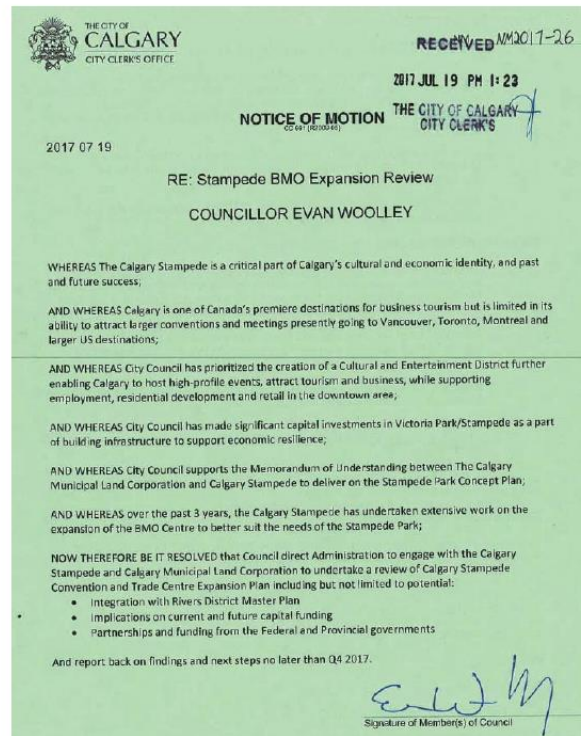 THE CITY OF
CALGARY
CITY CLERK'S OFFICE
RECEIVED NM2017-26
2017 JUL 19 PM 1:23
THE CITY OF CALGARY
CITY CLERK'S
NOTICE OF MOTION
2017 07 19
RE: Stampede BMO Expansion Review
COUNCILLOR EVAN WOOLLEY
WHEREAS The Calgary Stampede is a critical part of Calgary's cultural and economic identity, and past
and future success;
AND WHEREAS Calgary is one of Canada's premiere destinations for business tourism but is limited in its
ability to attract larger conventions and meetings presently going to Vancouver, Toronto, Montreal and
larger US destinations;
AND WHEREAS City Council has prioritized the creation of a Cultural and Entertainment District further
enabling Calgary to host high-profile events, attract tourism and business, while supporting
employment, residential development and retail in the downtown area;
AND WHEREAS City Council has made significant capital investments in Victoria Park/Stampede as a part
of building infrastructure to support economic resilience;
AND WHEREAS City Council supports the Memorandum of Understanding between The Calgary
Municipal Land Corporation and Calgary Stampede to deliver on the Stampede Park Concept Plan;
AND WHEREAS over the past 3 years, the Calgary Stampede has undertaken extensive work on the
expansion of the BMO Centre to better suit the needs of the Stampede Park;
NOW THEREFORE BE IT RESOLVED that Council direct Administration to engage with the Calgary
Stampede and Calgary Municipal Land Corporation to undertake a review of Calgary Stampede
Convention and Trade Centre Expansion Plan including but not limited to potential:
• Integration with Rivers District Master Plan
• Implications on current and future capital funding
• Partnerships and funding from the Federal and Provincial governments
And report back on findings and next steps no later than Q4 2017.
Signature of Member(s) of Council